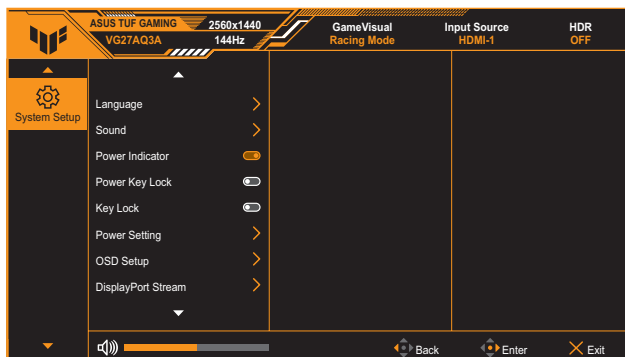 ASUS TUF GAMING 2560x1440
VG27AQ3A 144Hz
GameVisual
Racing Mode
Input Source
HDMI-1
HDR
OFF
System Setup
Language
Sound
Power Indicator
Power Key Lock
Key Lock
Power Setting
OSD Setup
DisplayPort Stream
Back
Enter
Exit